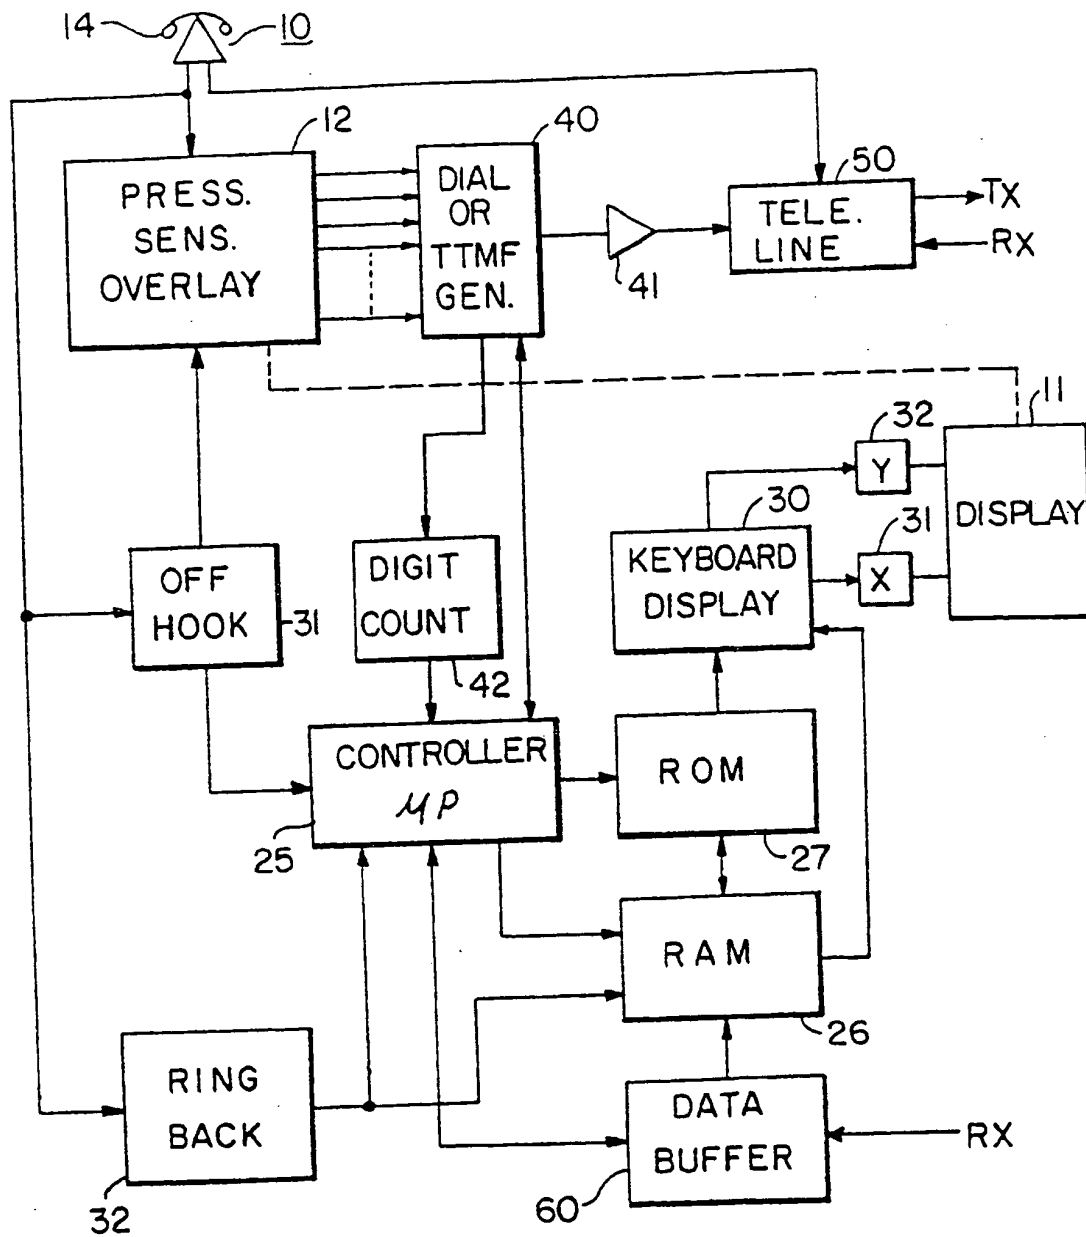 14
10
12
40
PRESS.
SENS.
OVERLAY
DIAL
OR
TTMF
GEN.
41
50
TELE.
LINE
TX
RX
11
32
Y
30
31
DISPLAY
KEYBOARD
DISPLAY
X
OFF
HOOK
31
DIGIT
COUNT
42
CONTROLLER
μP
25
ROM
27
RAM
26
RING
BACK
32
DATA
BUFFER
60
RX